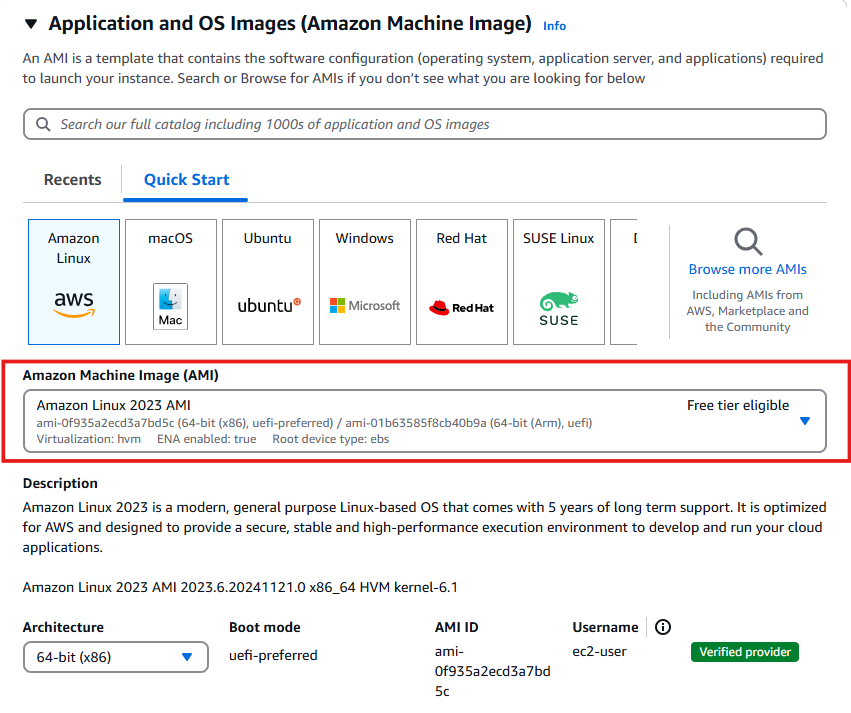 Application and OS Images (Amazon Machine Image) Info
An AMI is a template that contains the software configuration (operating system, application server, and applications) required
to launch your instance. Search or Browse for AMIs if you don't see what you are looking for below
Search our full catalog including 1000s of application and OS images
Recents
Quick Start
Amazon
Linux
aws
macOS
Mac
Ubuntu
ubuntu
Windows
Microsoft
Red Hat
Red Hat
SUSE Linux
SUSE
Browse more AMIs
Including AMIs from
AWS, Marketplace and
the Community
Amazon Machine Image (AMI)
Amazon Linux 2023 AMI
Free tier eligible
ami-0f935a2ecd3a7bd5c (64-bit (x86), uefi-preferred) / ami-01b63585f8cb40b9a (64-bit (Arm), uefi)
Virtualization: hvm ENA enabled: true Root device type: ebs
Description
Amazon Linux 2023 is a modern, general purpose Linux-based OS that comes with 5 years of long term support. It is optimized
for AWS and designed to provide a secure, stable and high-performance execution environment to develop and run your cloud
applications.
Amazon Linux 2023 AMI 2023.6.20241121.0 x86_64 HVM kernel-6.1
Architecture
64-bit (x86)
Boot mode
uefi-preferred
AMI ID
ami-
0f935a2ecd3a7bd
5c
Username
ec2-user
Verified provider